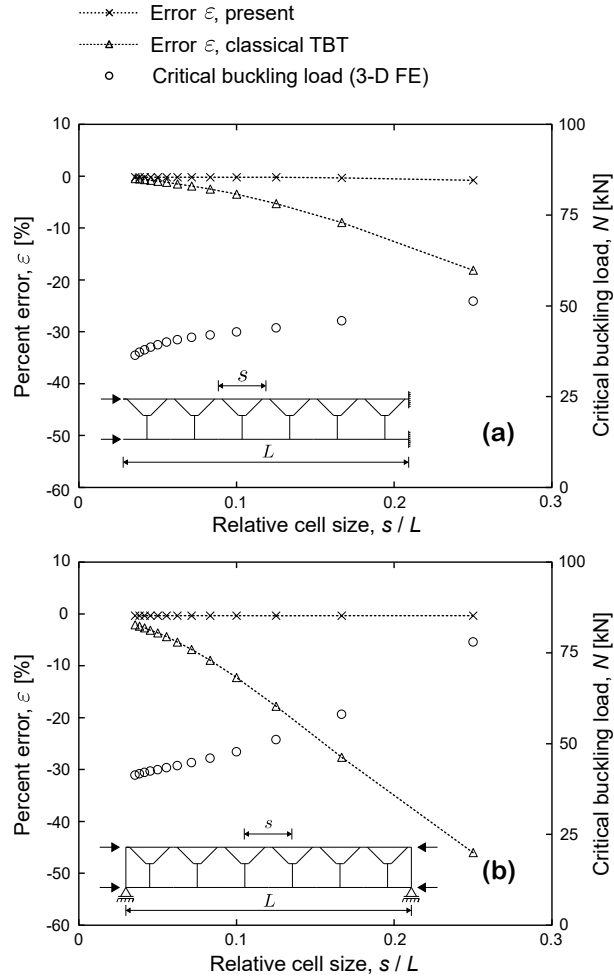 Error ε, present
Error ε, classical TBT
Critical buckling load (3-D FE)
10
0
-10
-20
-30
-40
-50
-60
Percent error, ε [%]
100
75
50
25
0
Critical buckling load, N [kN]
s
L
(a)
0
0.1
0.2
0.3
Relative cell size, s / L
10
0
-10
-20
-30
-40
-50
-60
Percent error, ε [%]
100
75
50
25
0
Critical buckling load, N [kN]
s
L
(b)
0
0.1
0.2
0.3
Relative cell size, s / L